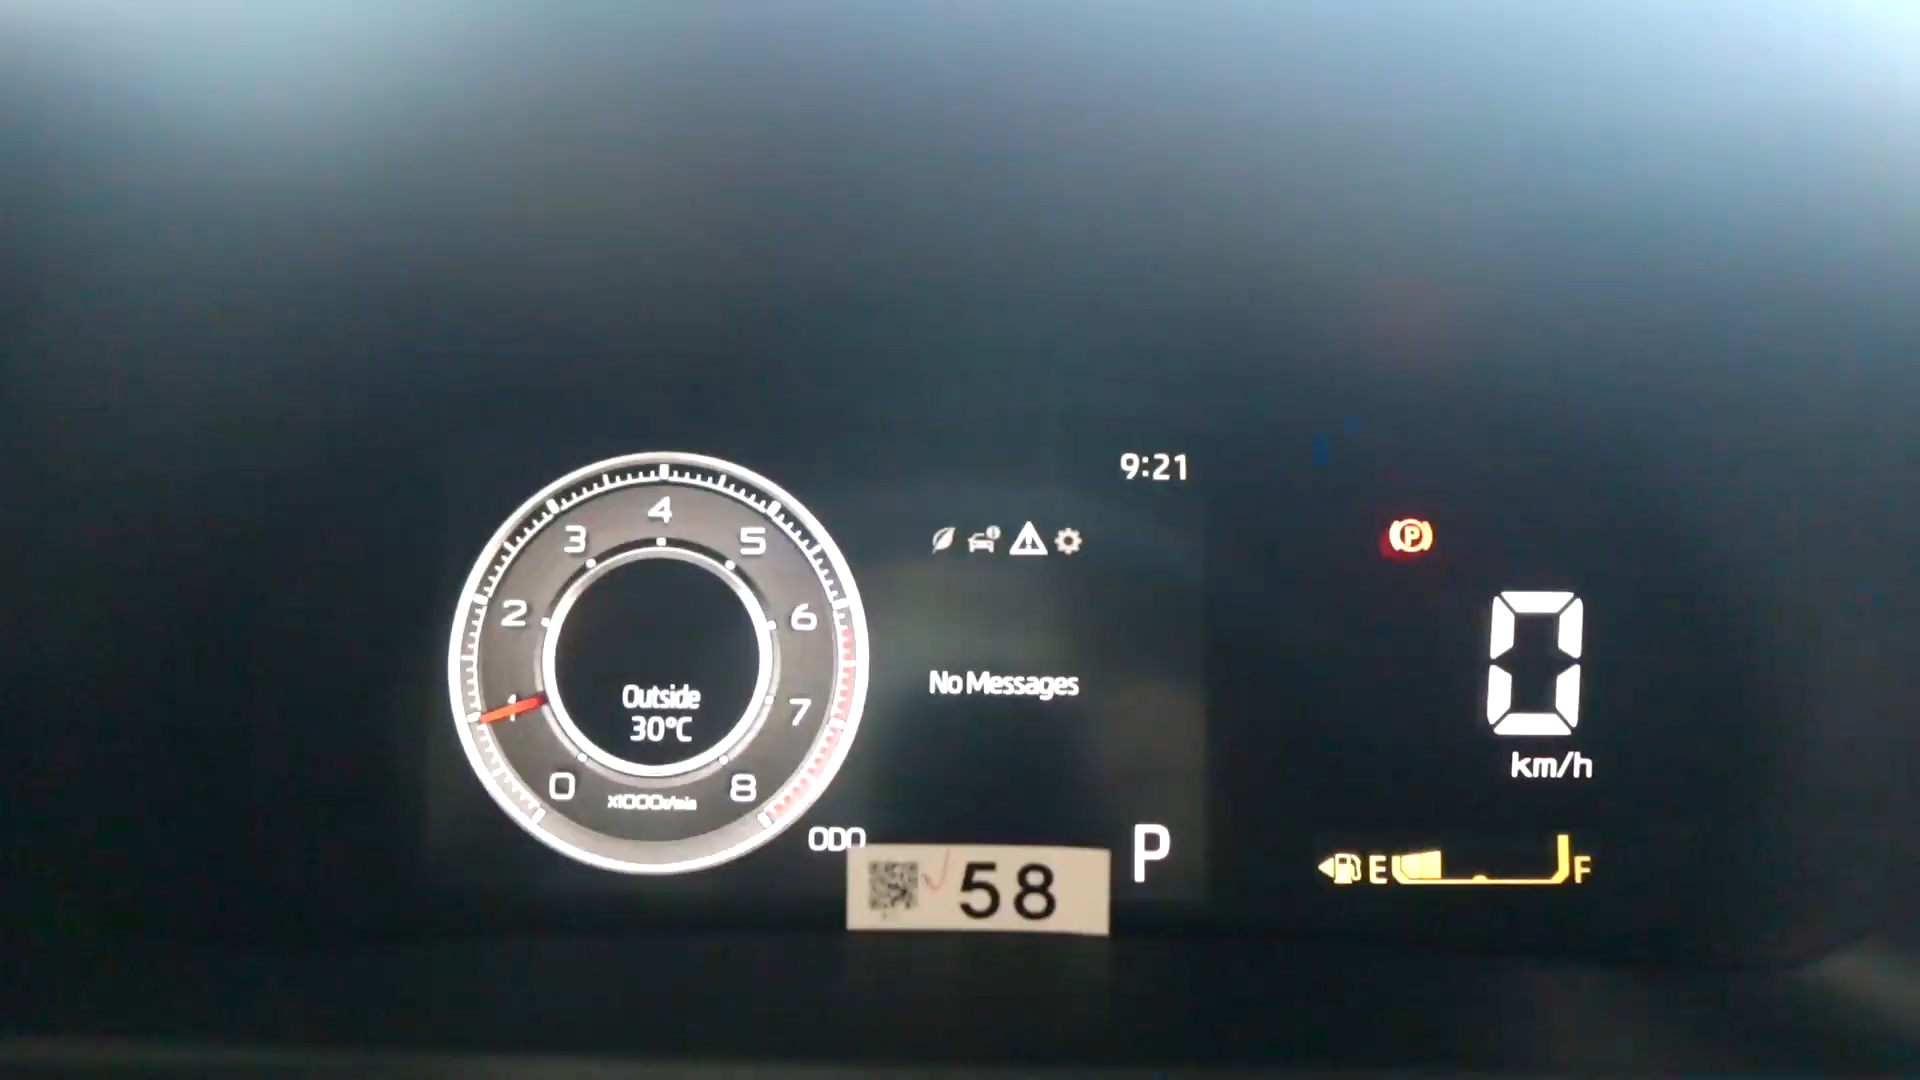 9:21
4
3 5
2 6
1 7
0 8
x1000r/min
Outside
30°C
No Messages
P
0
km/h
ODO
P
E F
58